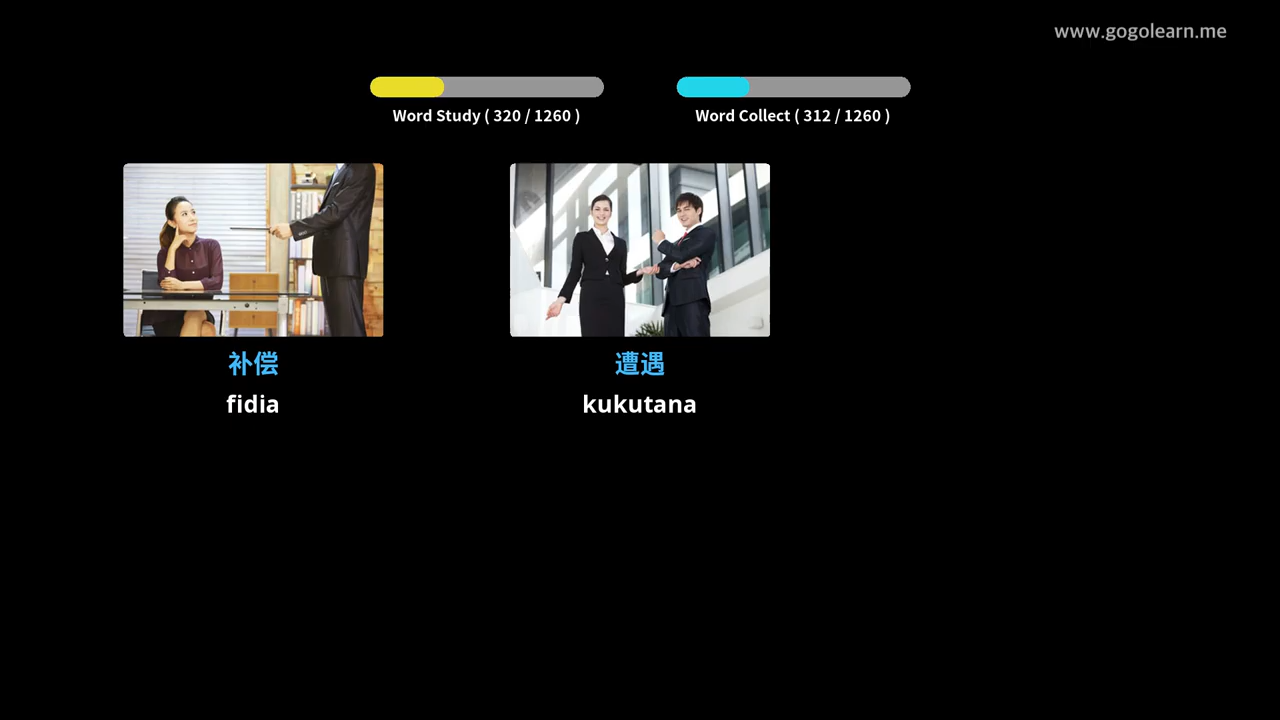 www.gogolearn.me
Word Study ( 320 / 1260 )
Word Collect ( 312 / 1260 )
补偿
fidia
遭遇
kukutana